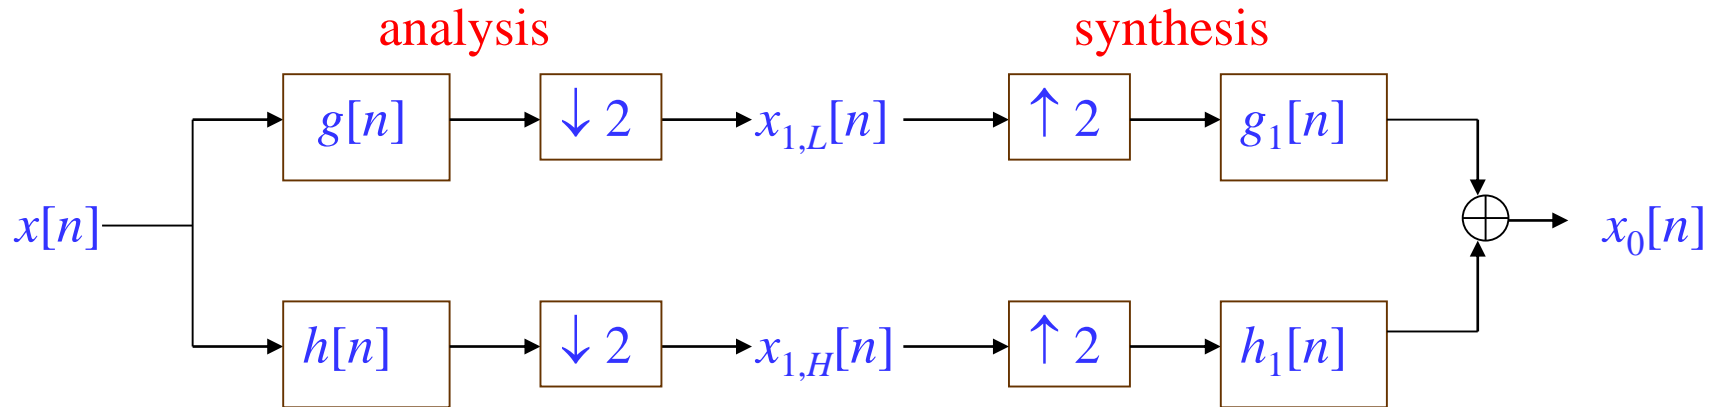 analysis synthesis
g[n] ↓ 2 x₁,L[n] ↑ 2 g₁[n]
x[n] x₀[n]
h[n] ↓ 2 x₁,H[n] ↑ 2 h₁[n]